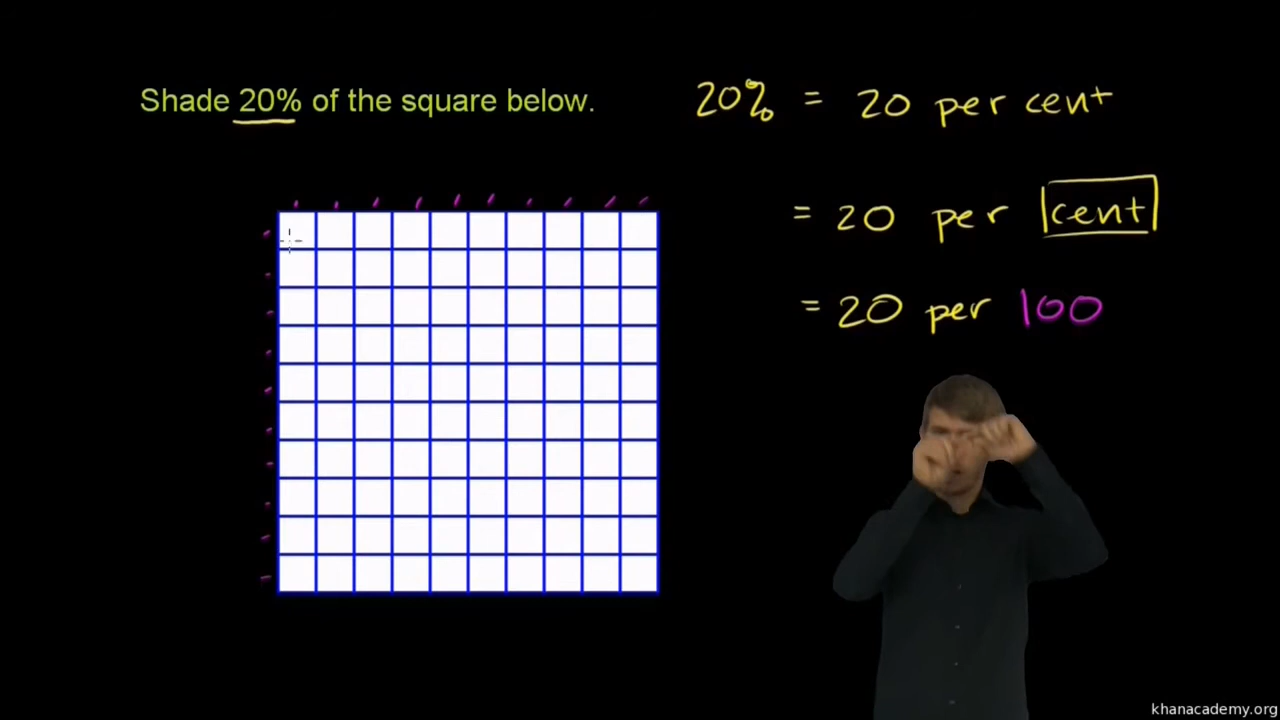 Shade 20% of the square below.
20% = 20 per cent
= 20 per cent
= 20 per 100
khanacademy.org